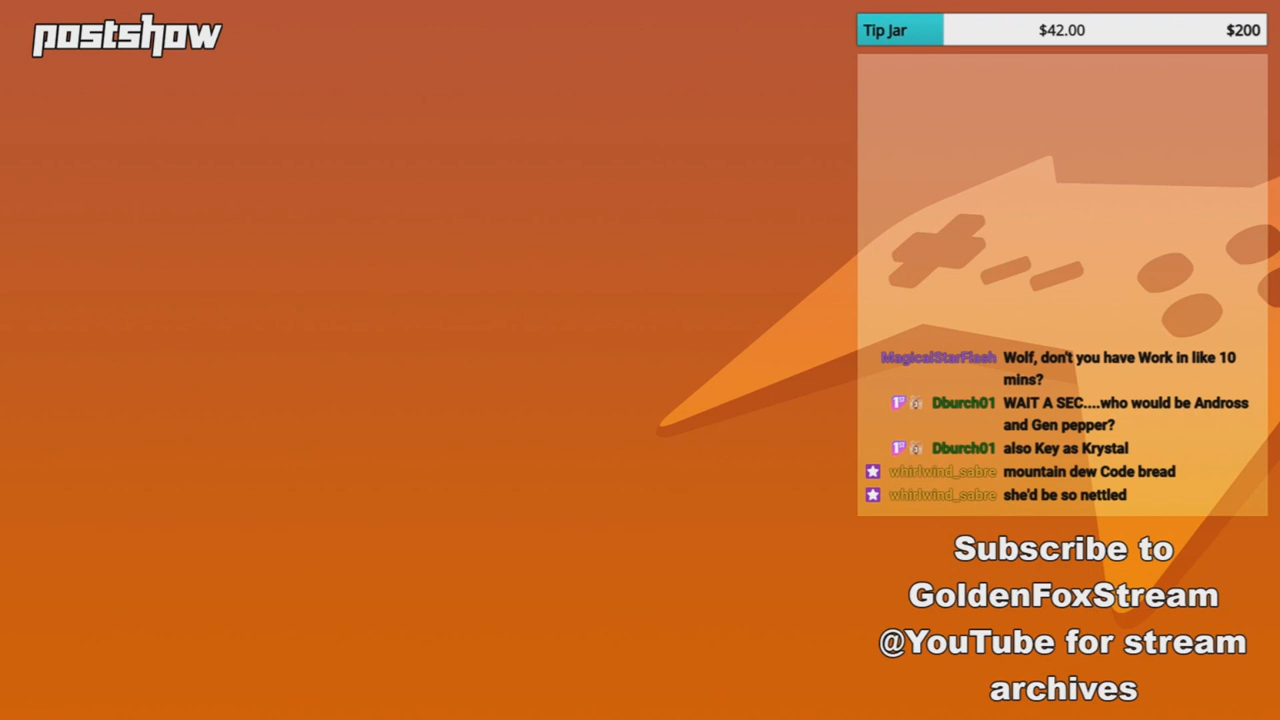 postshow
Tip Jar $42.00 $200
MagicalStarFlash Wolf, don't you have Work in like 10
mins?
Dburch01 WAIT A SEC....who would be Andross
and Gen pepper?
Dburch01 also Key as Krystal
whirlwind_sabre mountain dew Code bread
whirlwind_sabre she'd be so nettled
Subscribe to
GoldenFoxStream
@YouTube for stream
archives